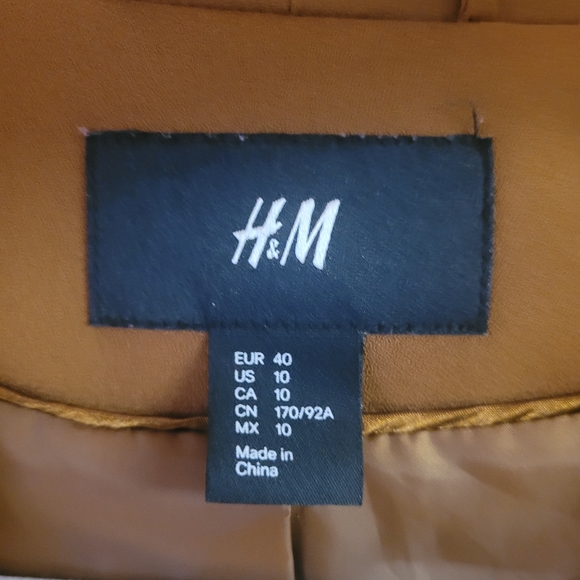 H&M
EUR 40
US 10
CA 10
CN 170/92A
MX 10
Made in
China